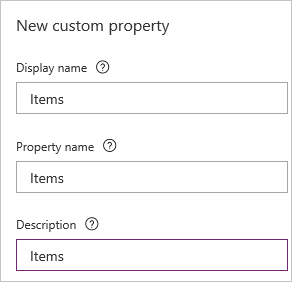 New custom property
Display name
Items
Property name
Items
Description
Items